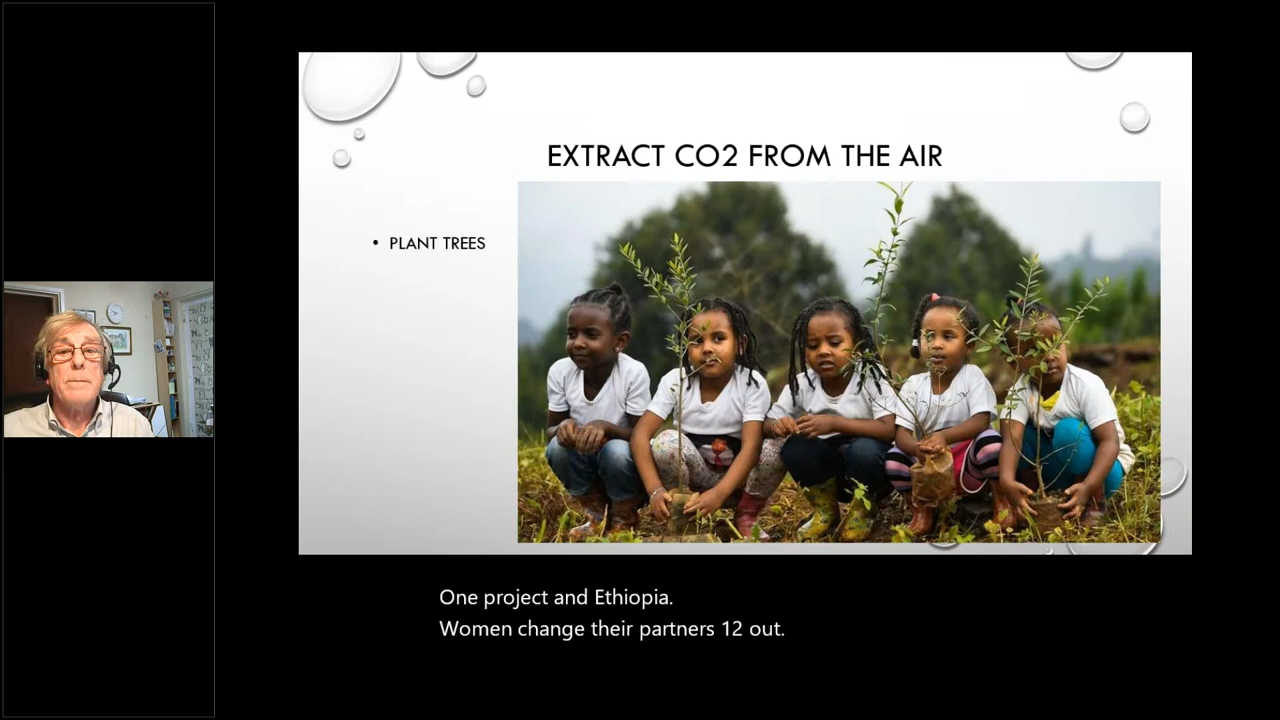 EXTRACT CO2 FROM THE AIR
• PLANT TREES
One project and Ethiopia.
Women change their partners 12 out.